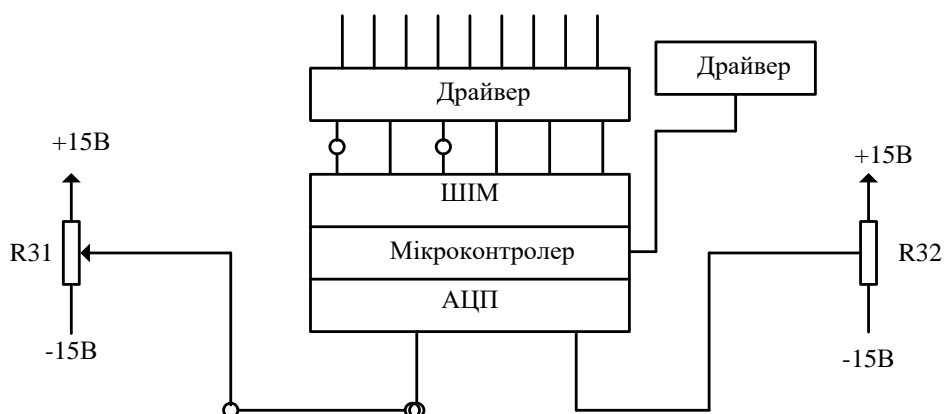 Драйвер
Драйвер
+15В
+15В
ШІМ
R31
Мікроконтролер
R32
АЦП
-15В
-15В